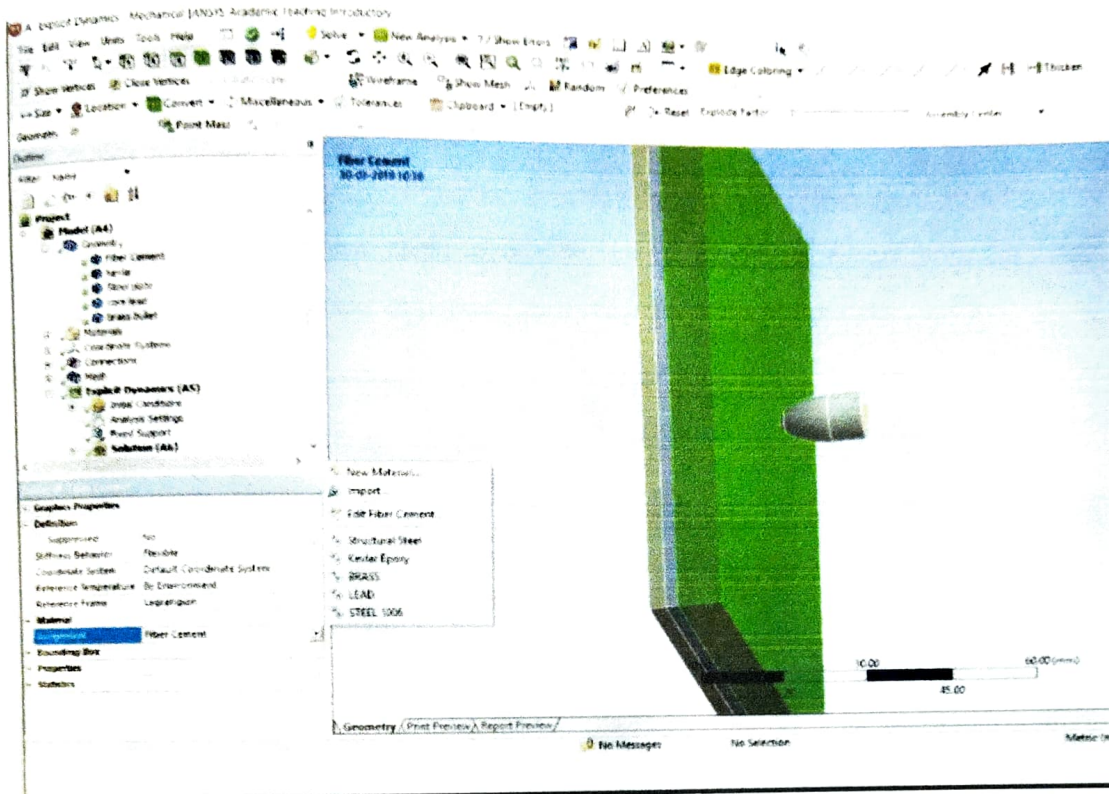 A: Explicit Dynamics - Mechanical [ANSYS Academic Teaching Introductory]
File Edit View Units Tools Help Solve New Analysis ?/ Show Errors
Edge Coloring Thicken
Show Vertices Close Vertices Wireframe Show Mesh Random Preferences
Size Location Convert Miscellaneous Tolerances Clipboard [Empty] Reset Explode Factor: Assembly Center
Geometry Point Mass
Outline
Filter: Name
Project
Model (A4)
Geometry
Fiber Cement
kevlar
fiber plate
core lead
brass bullet
Materials
Coordinate Systems
Connections
Mesh
Explicit Dynamics (A5)
Initial Conditions
Analysis Settings
Fixed Support
Solution (A6)
Graphics Properties
Definition
Suppressed No
Stiffness Behavior Flexible
Coordinate System Default Coordinate System
Reference Temperature By Environment
Reference Frame Lagrangian
Material
Assignment Fiber Cement
Bounding Box
Properties
Statistics
New Material...
Import...
Edit Fiber Cement
Structural Steel
Kevlar Epoxy
BRASS
LEAD
STEEL 1006
Fiber Cement
60.00 (mm)
45.00
Geometry Print Preview Report Preview
No Messages No Selection